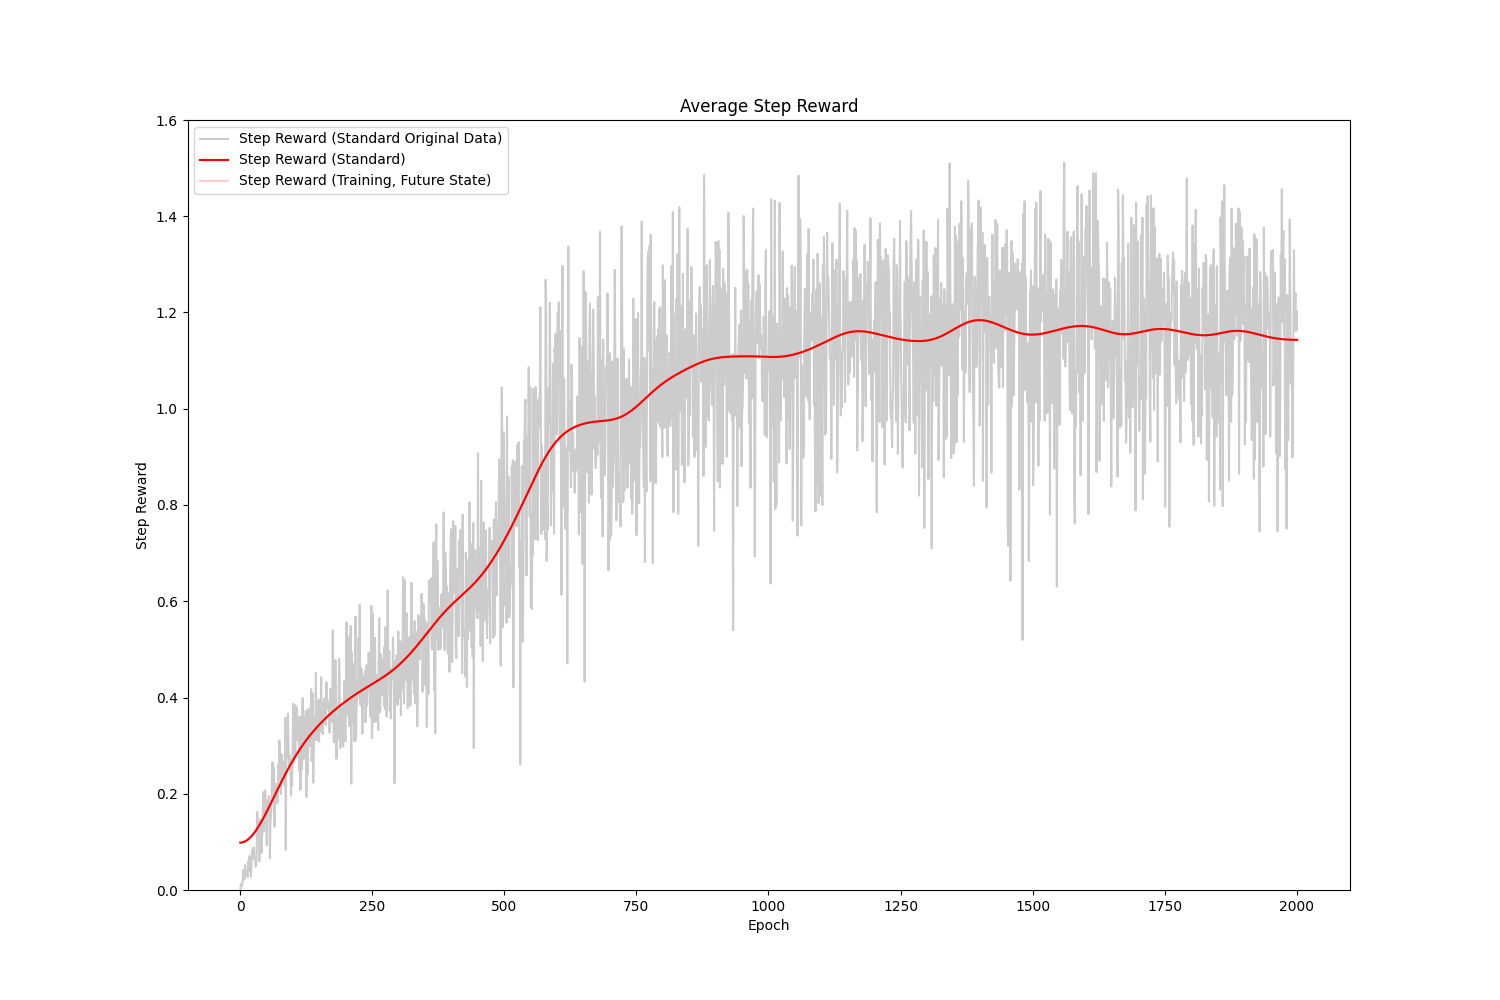 Average Step Reward
Step Reward (Standard Original Data)
Step Reward (Standard)
Step Reward (Training, Future State)
1.6
1.4
1.2
1.0
0.8
0.6
0.4
0.2
0.0
Step Reward
0 250 500 750 1000 1250 1500 1750 2000
Epoch